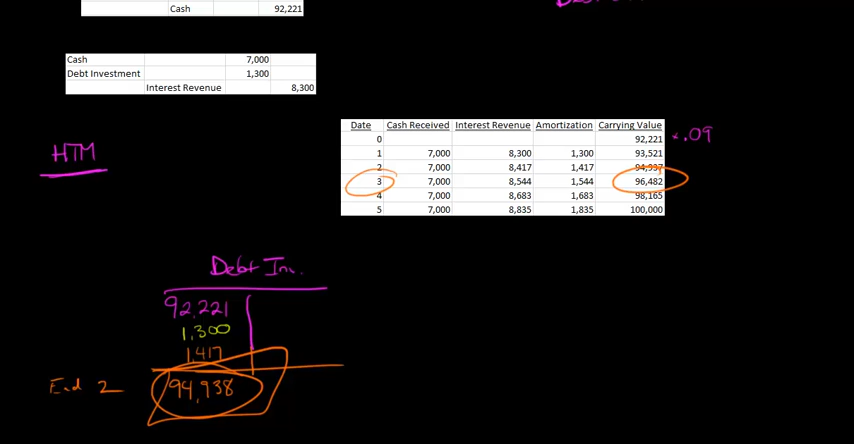 Cash 92,221
Cash 7,000
Debt Investment 1,300
Interest Revenue 8,300
HTM
Date Cash Received Interest Revenue Amortization Carrying Value
0 92,221 × .09
1 7,000 8,300 1,300 93,521
2 7,000 8,417 1,417 94,937
3 7,000 8,544 1,544 96,482
4 7,000 8,683 1,683 98,165
5 7,000 8,835 1,835 100,000
Debt Inv.
92,221
1,300
1,417
End 2 94,938